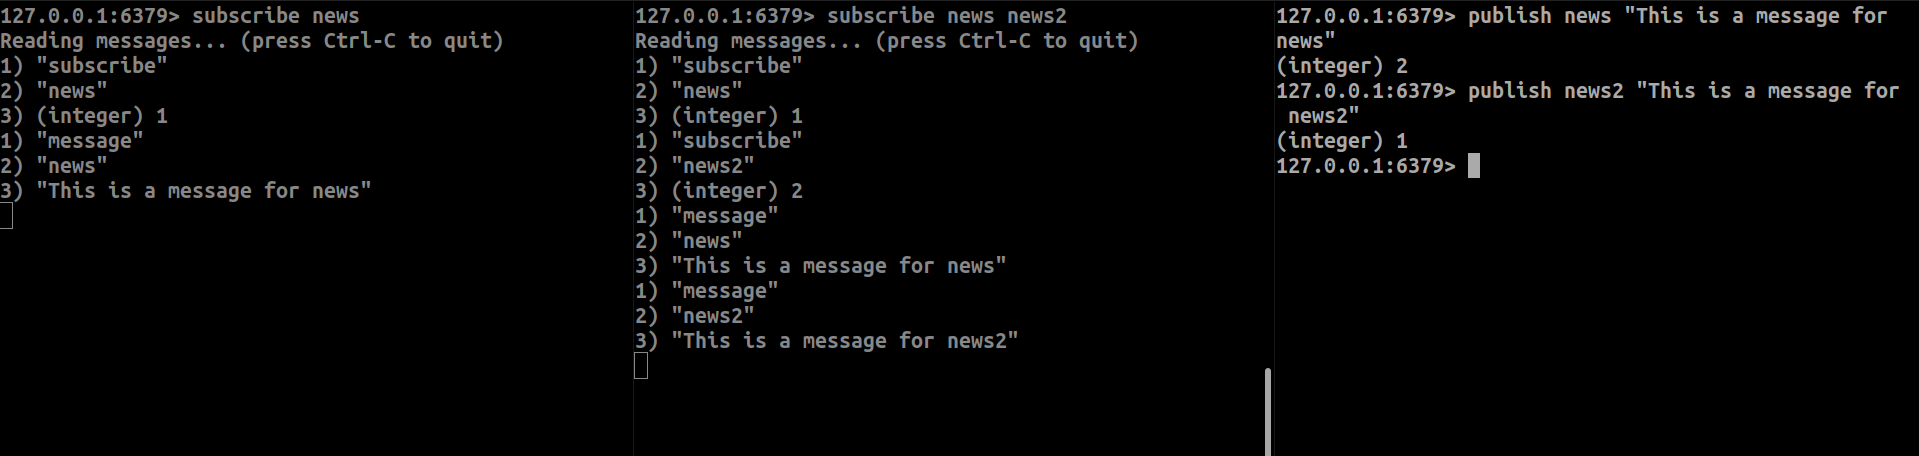 127.0.0.1:6379> subscribe news
Reading messages... (press Ctrl-C to quit)
1) "subscribe"
2) "news"
3) (integer) 1
1) "message"
2) "news"
3) "This is a message for news"
127.0.0.1:6379> subscribe news news2
Reading messages... (press Ctrl-C to quit)
1) "subscribe"
2) "news"
3) (integer) 1
1) "subscribe"
2) "news2"
3) (integer) 2
1) "message"
2) "news"
3) "This is a message for news"
1) "message"
2) "news2"
3) "This is a message for news2"
127.0.0.1:6379> publish news "This is a message for
news"
(integer) 2
127.0.0.1:6379> publish news2 "This is a message for
 news2"
(integer) 1
127.0.0.1:6379>